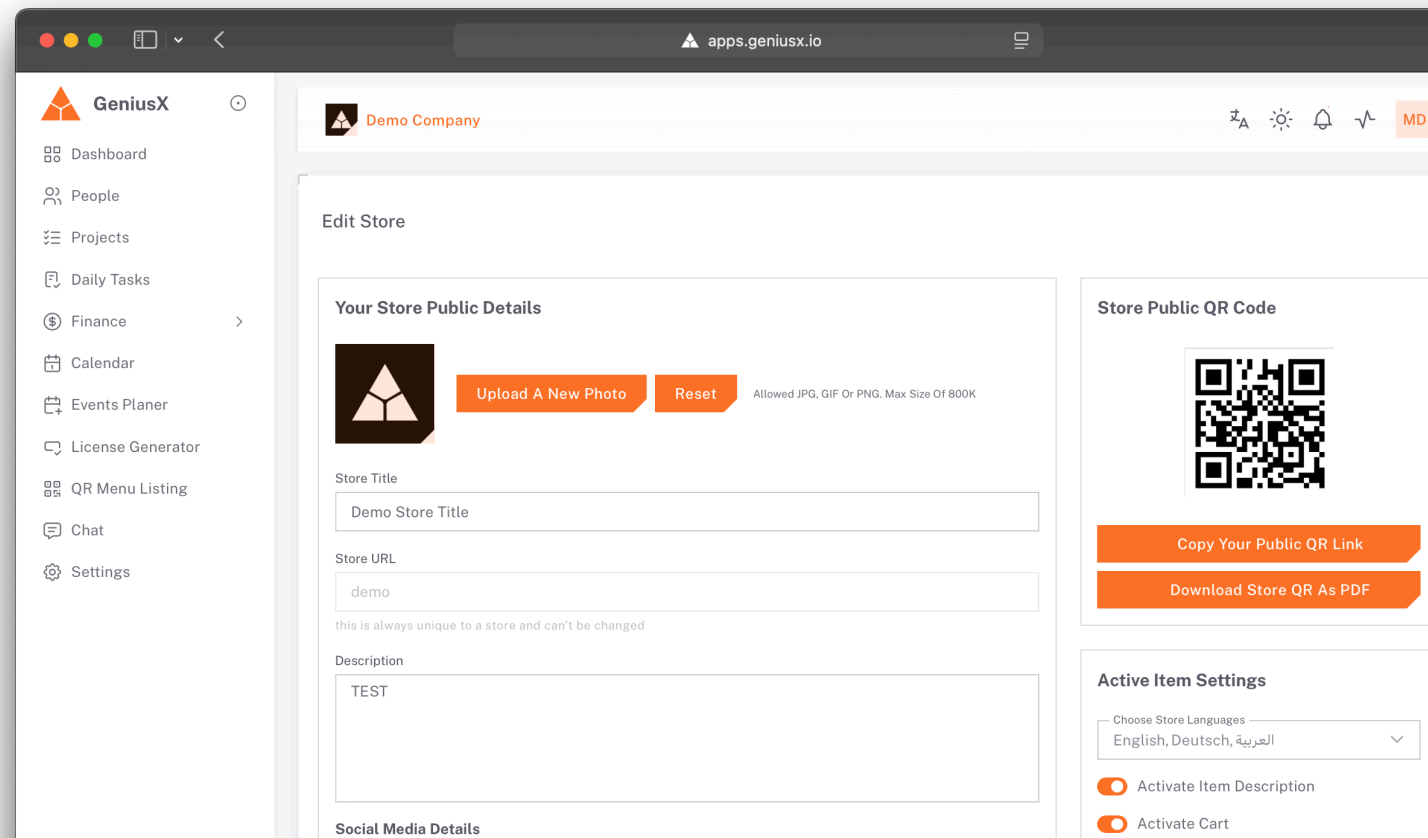 apps.geniusx.io
GeniusX
Dashboard
People
Projects
Daily Tasks
Finance
Calendar
Events Planer
License Generator
QR Menu Listing
Chat
Settings
Demo Company
MD
Edit Store
Your Store Public Details
Upload A New Photo
Reset
Allowed JPG, GIF Or PNG. Max Size Of 800K
Store Title
Demo Store Title
Store URL
demo
this is always unique to a store and can't be changed
Description
TEST
Social Media Details
Store Public QR Code
Copy Your Public QR Link
Download Store QR As PDF
Active Item Settings
Choose Store Languages
English, Deutsch, العربية
Activate Item Description
Activate Cart